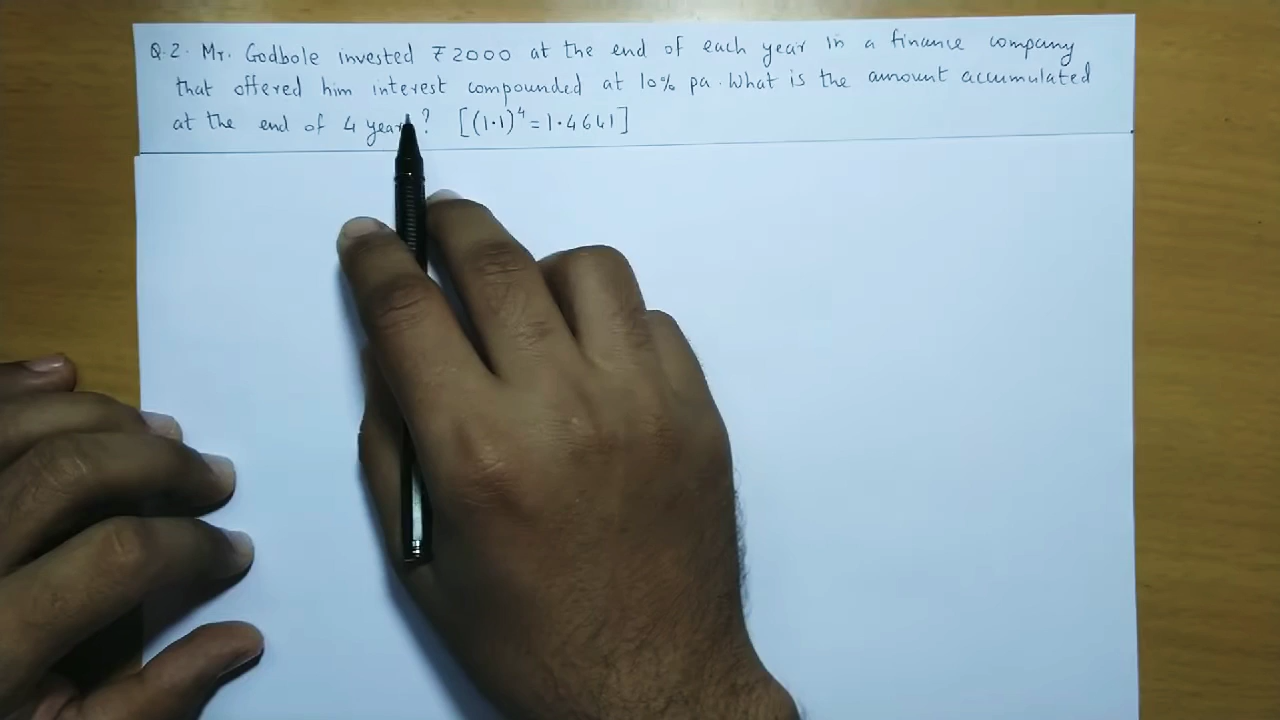 Q.2. Mr. Godbole invested ₹2000 at the end of each year in a finance company
that offered him interest compounded at 10% pa. What is the amount accumulated
at the end of 4 year ? [(1.1)^4 = 1.4641]